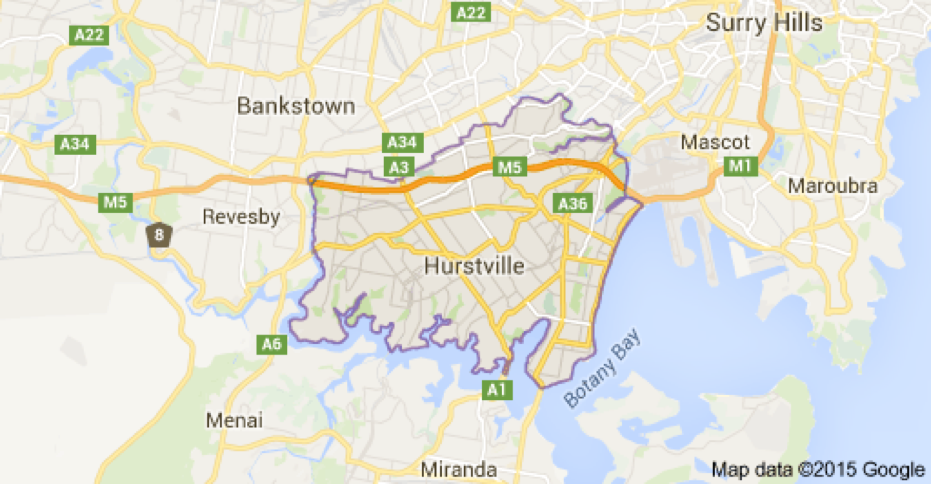 A22
Surry Hills
A22
Bankstown
A34
A34
Mascot
A3
M5
M1
Maroubra
M5
A36
Revesby
8
Hurstville
A6
Botany Bay
A1
Menai
Miranda
Map data ©2015 Google